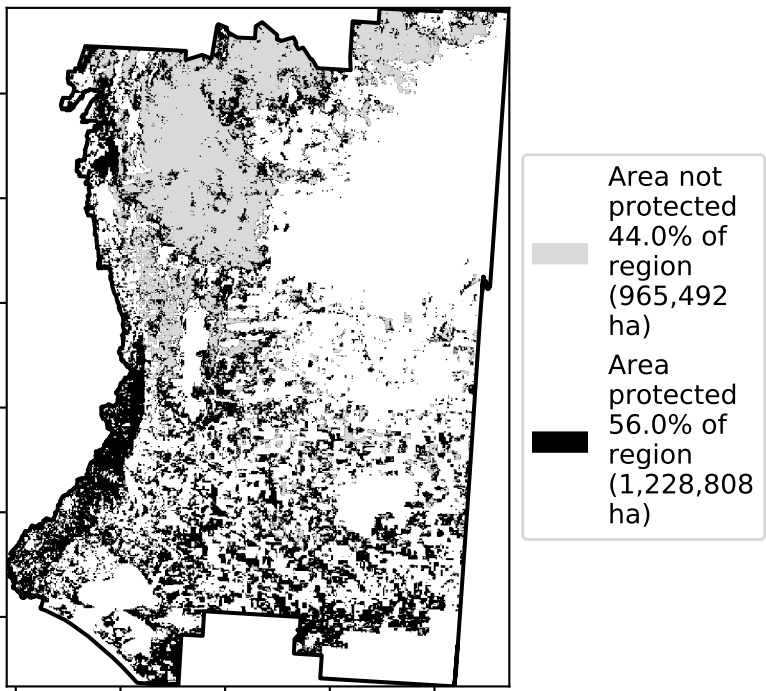 Area not
protected
44.0% of
region
(965,492
ha)
Area
protected
56.0% of
region
(1,228,808
ha)